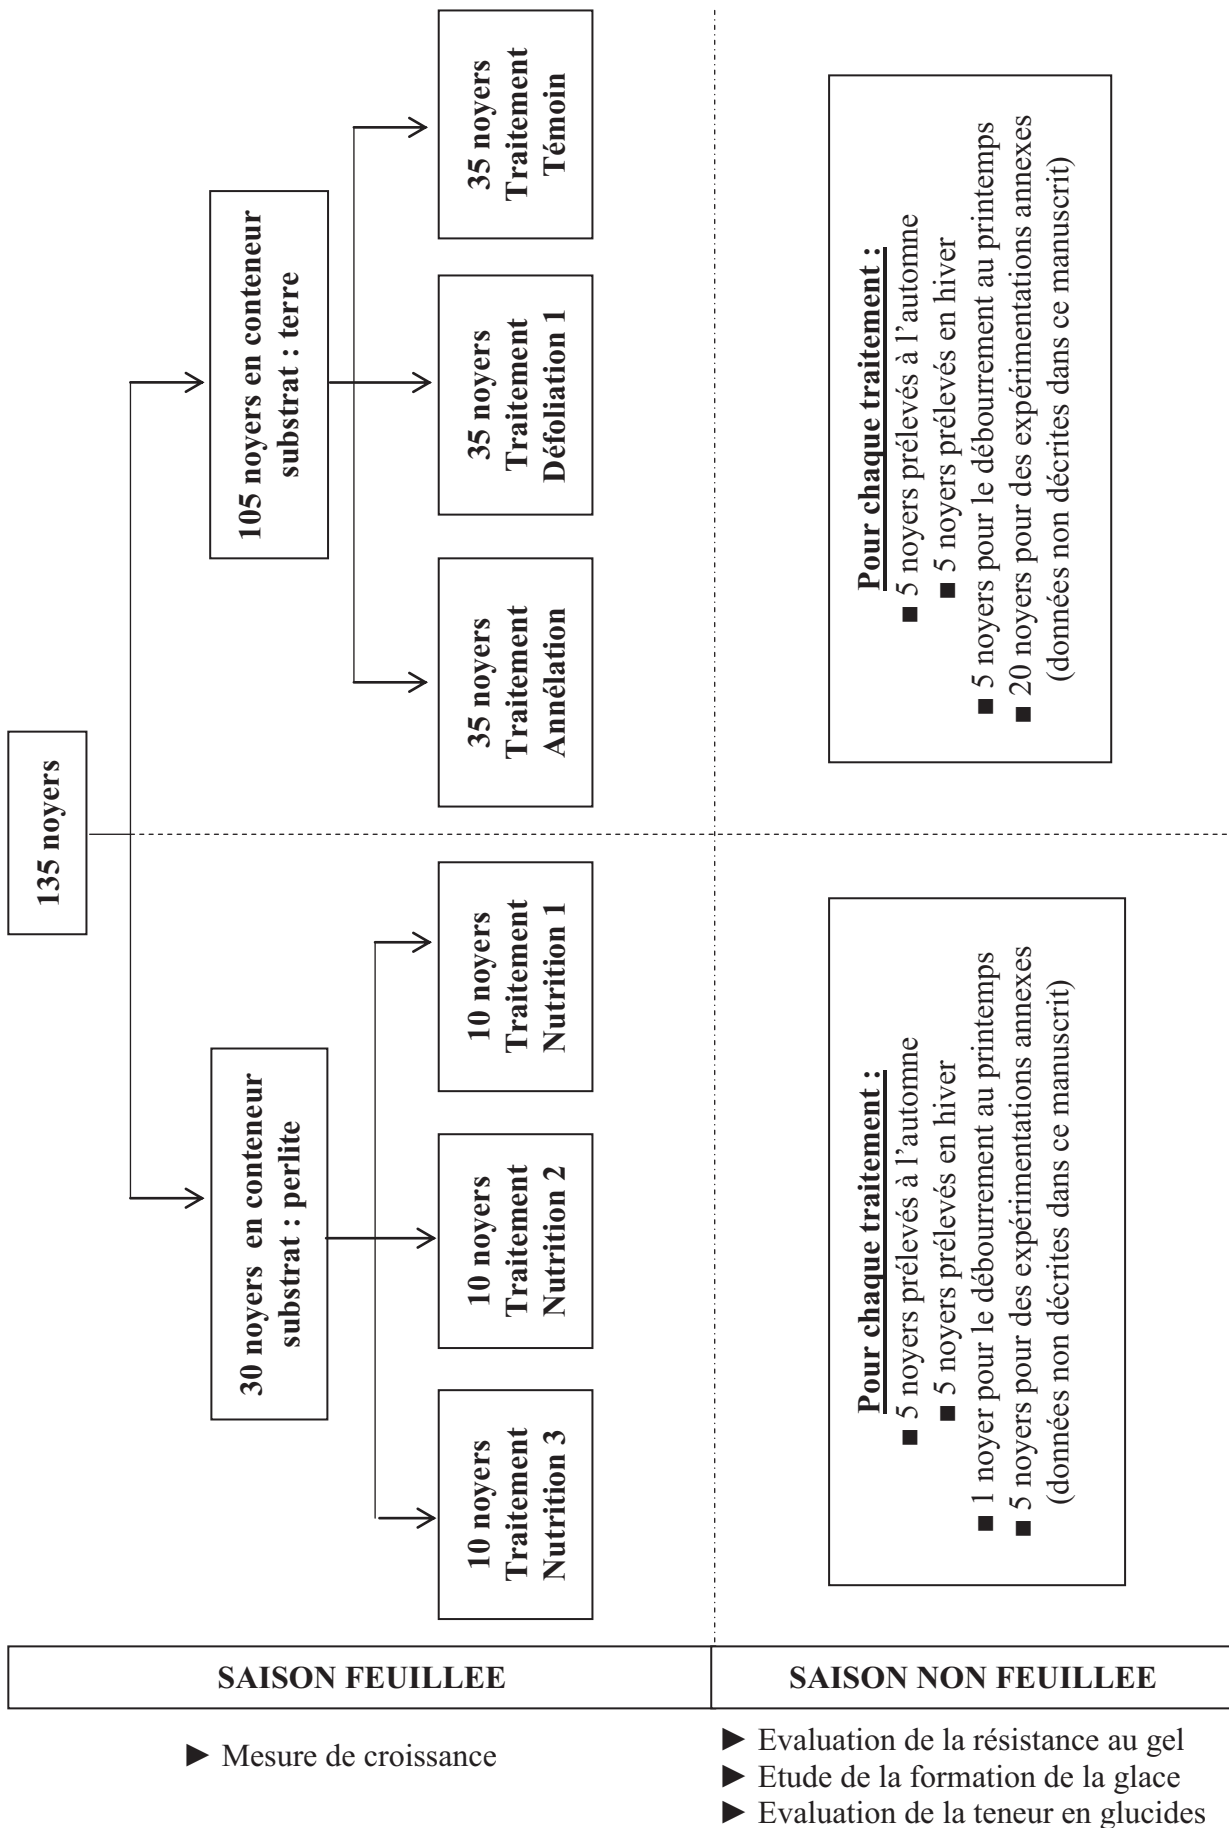 135 noyers
30 noyers en conteneur
substrat : perlite
105 noyers en conteneur
substrat : terre
10 noyers
Traitement
Nutrition 3
10 noyers
Traitement
Nutrition 2
10 noyers
Traitement
Nutrition 1
35 noyers
Traitement
Annélation
35 noyers
Traitement
Défoliation 1
35 noyers
Traitement
Témoin
Pour chaque traitement :
■ 5 noyers prélevés à l'automne
■ 5 noyers prélevés en hiver
■ 1 noyer pour le débourrement au printemps
■ 5 noyers pour des expérimentations annexes
(données non décrites dans ce manuscrit)
Pour chaque traitement :
■ 5 noyers prélevés à l'automne
■ 5 noyers prélevés en hiver
■ 5 noyers pour le débourrement au printemps
■ 20 noyers pour des expérimentations annexes
(données non décrites dans ce manuscrit)
SAISON FEUILLEE
SAISON NON FEUILLEE
► Mesure de croissance
► Evaluation de la résistance au gel
► Etude de la formation de la glace
► Evaluation de la teneur en glucides